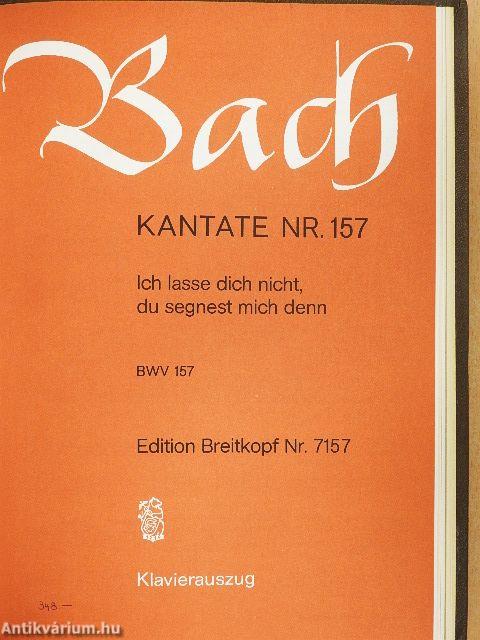 Bach
KANTATE NR. 157
Ich lasse dich nicht,
du segnest mich denn
BWV 157
Edition Breitkopf Nr. 7157
Klavierauszug
348.—
Antikvárium.hu